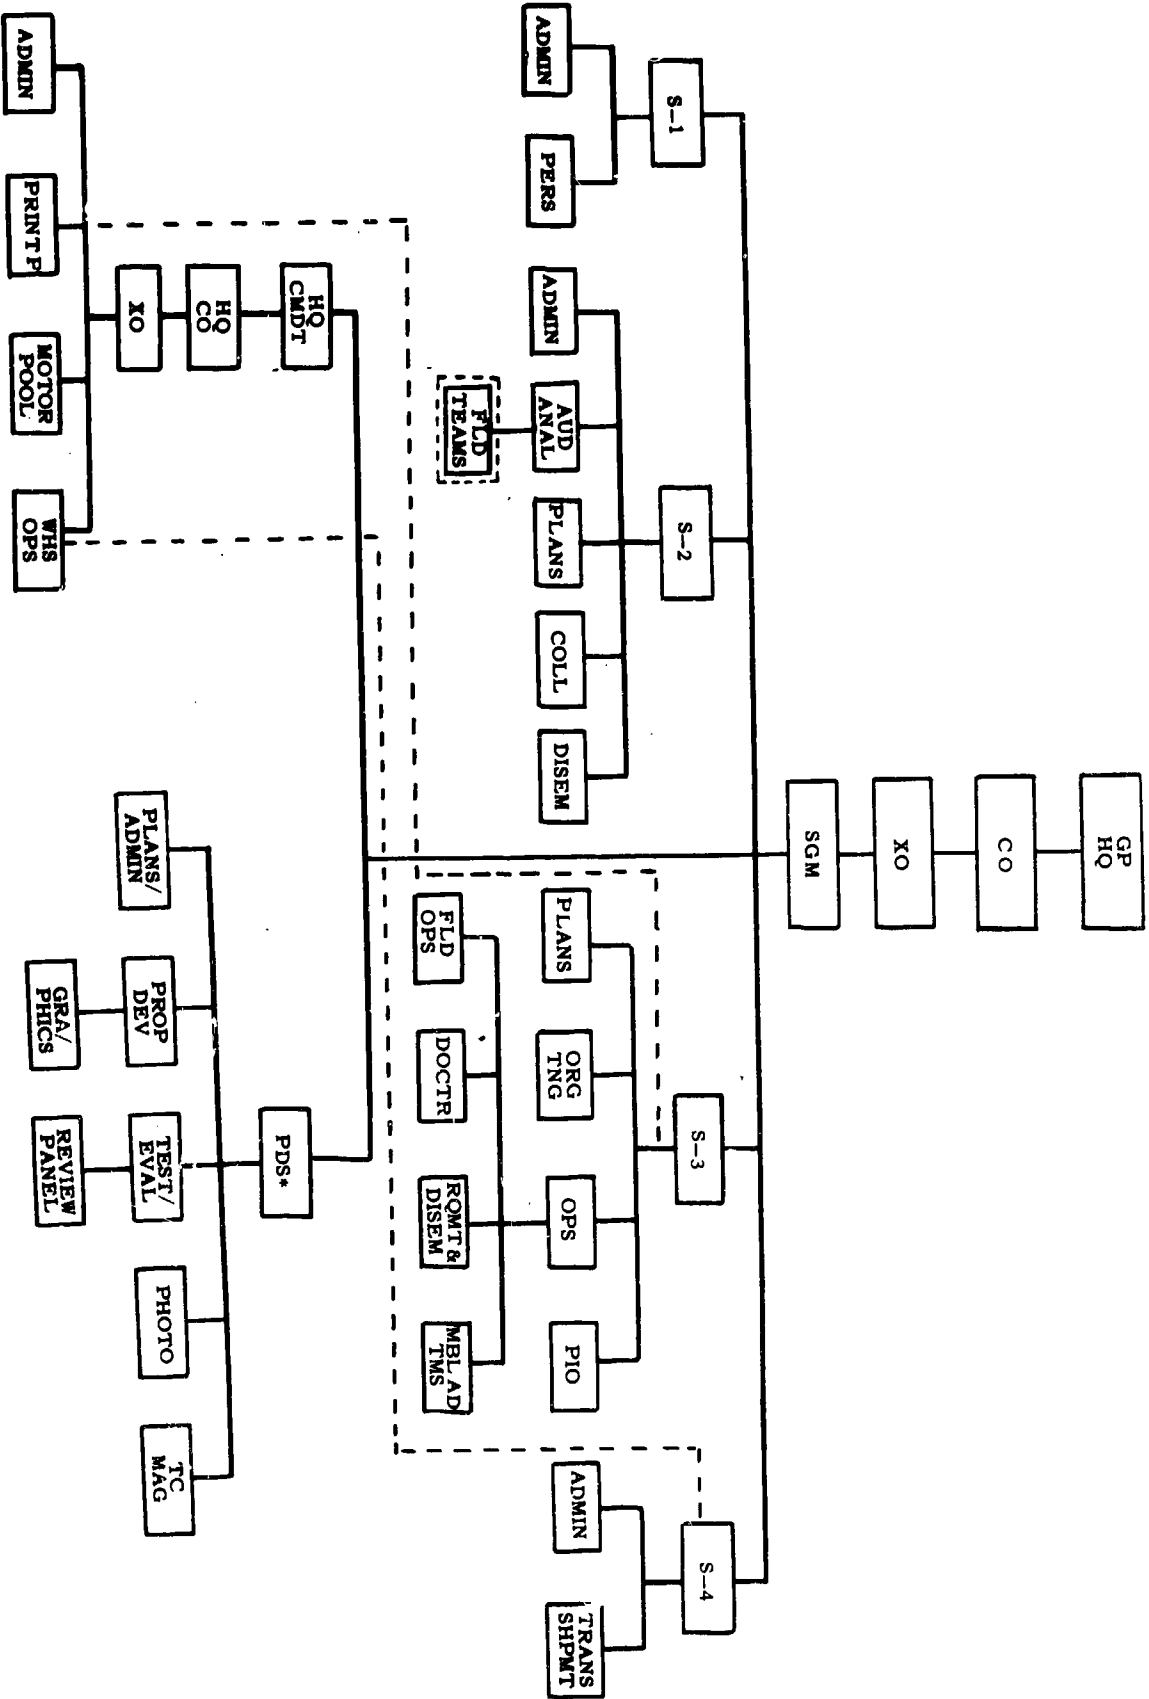 GP
HQ
CO
XO
SGM
S-1
S-2
S-3
S-4
ADMIN
PERS
ADMIN
AUD
ANAL
PLANS
COLL
DISEM
FLD
TEAMS
PLANS
ORG
TNG
OPS
PIO
ADMIN
TRANS
SHPMT
FLD
OPS
DOCTR
RQMT &
DISEM
MBL AD
TMS
HQ
CMDT
HQ
CO
XO
ADMIN
PRINT P
MOTOR
POOL
WHS
OPS
PDS*
PLANS/
ADMIN
PROP
DEV
TEST/
EVAL
PHOTO
TC
MAG
GRA/
PHICS
REVIEW
PANEL